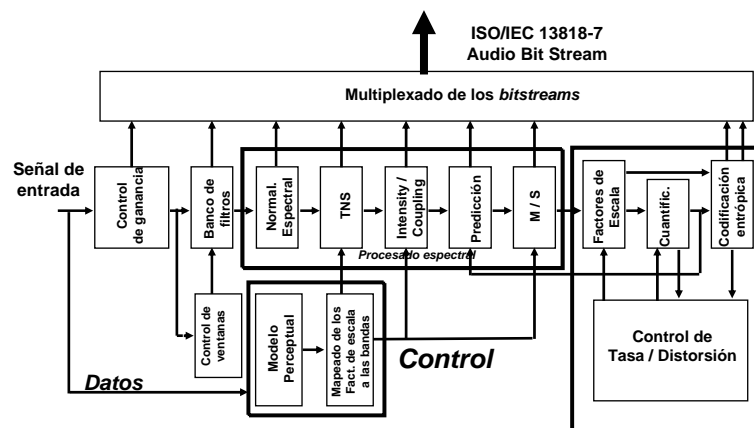 ISO/IEC 13818-7
Audio Bit Stream
Multiplexado de los bitstreams
Señal de
entrada
Control
de ganancia
Banco de
filtros
Normal.
Espectral
TNS
Intensity /
Coupling
Predicción
M / S
Factores de
Escala
Cuantific.
Codificación
entrópica
Procesado espectral
Control de
ventanas
Modelo
Perceptual
Mapeado de los
Fact. de escala
a las bandas
Control
Control de
Tasa / Distorsión
Datos